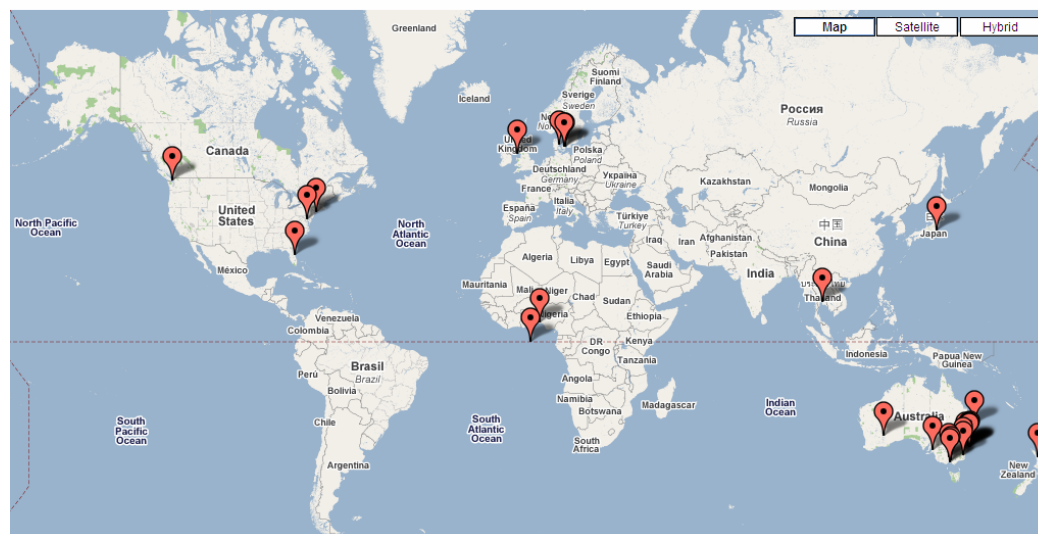 Map
Satellite
Hybrid
Greenland
Iceland
Suomi
Finland
Sverige
Sweden
Россия
Russia
Canada
United
Kingdom
Polska
Poland
Deutschland
Germany
Україна
Ukraine
France
Kazakhstan
Mongolia
Italia
Italy
España
Spain
Türkiye
Turkey
United
States
North Pacific
Ocean
North
Atlantic
Ocean
中国
China
Japan
Iraq
Iran
Afghanistan
Pakistan
Algeria
Libya
Egypt
Saudi
Arabia
India
México
Mauritania
Mali
Niger
Chad
Sudan
Thailand
Nigeria
Ethiopia
Venezuela
Colombia
DR
Congo
Kenya
Tanzania
Indonesia
Papua New
Guinea
Perú
Brasil
Brazil
Bolivia
Angola
Namibia
Botswana
Madagascar
Indian
Ocean
Australia
Chile
South
Pacific
Ocean
South
Atlantic
Ocean
South
Africa
Argentina
New
Zealand